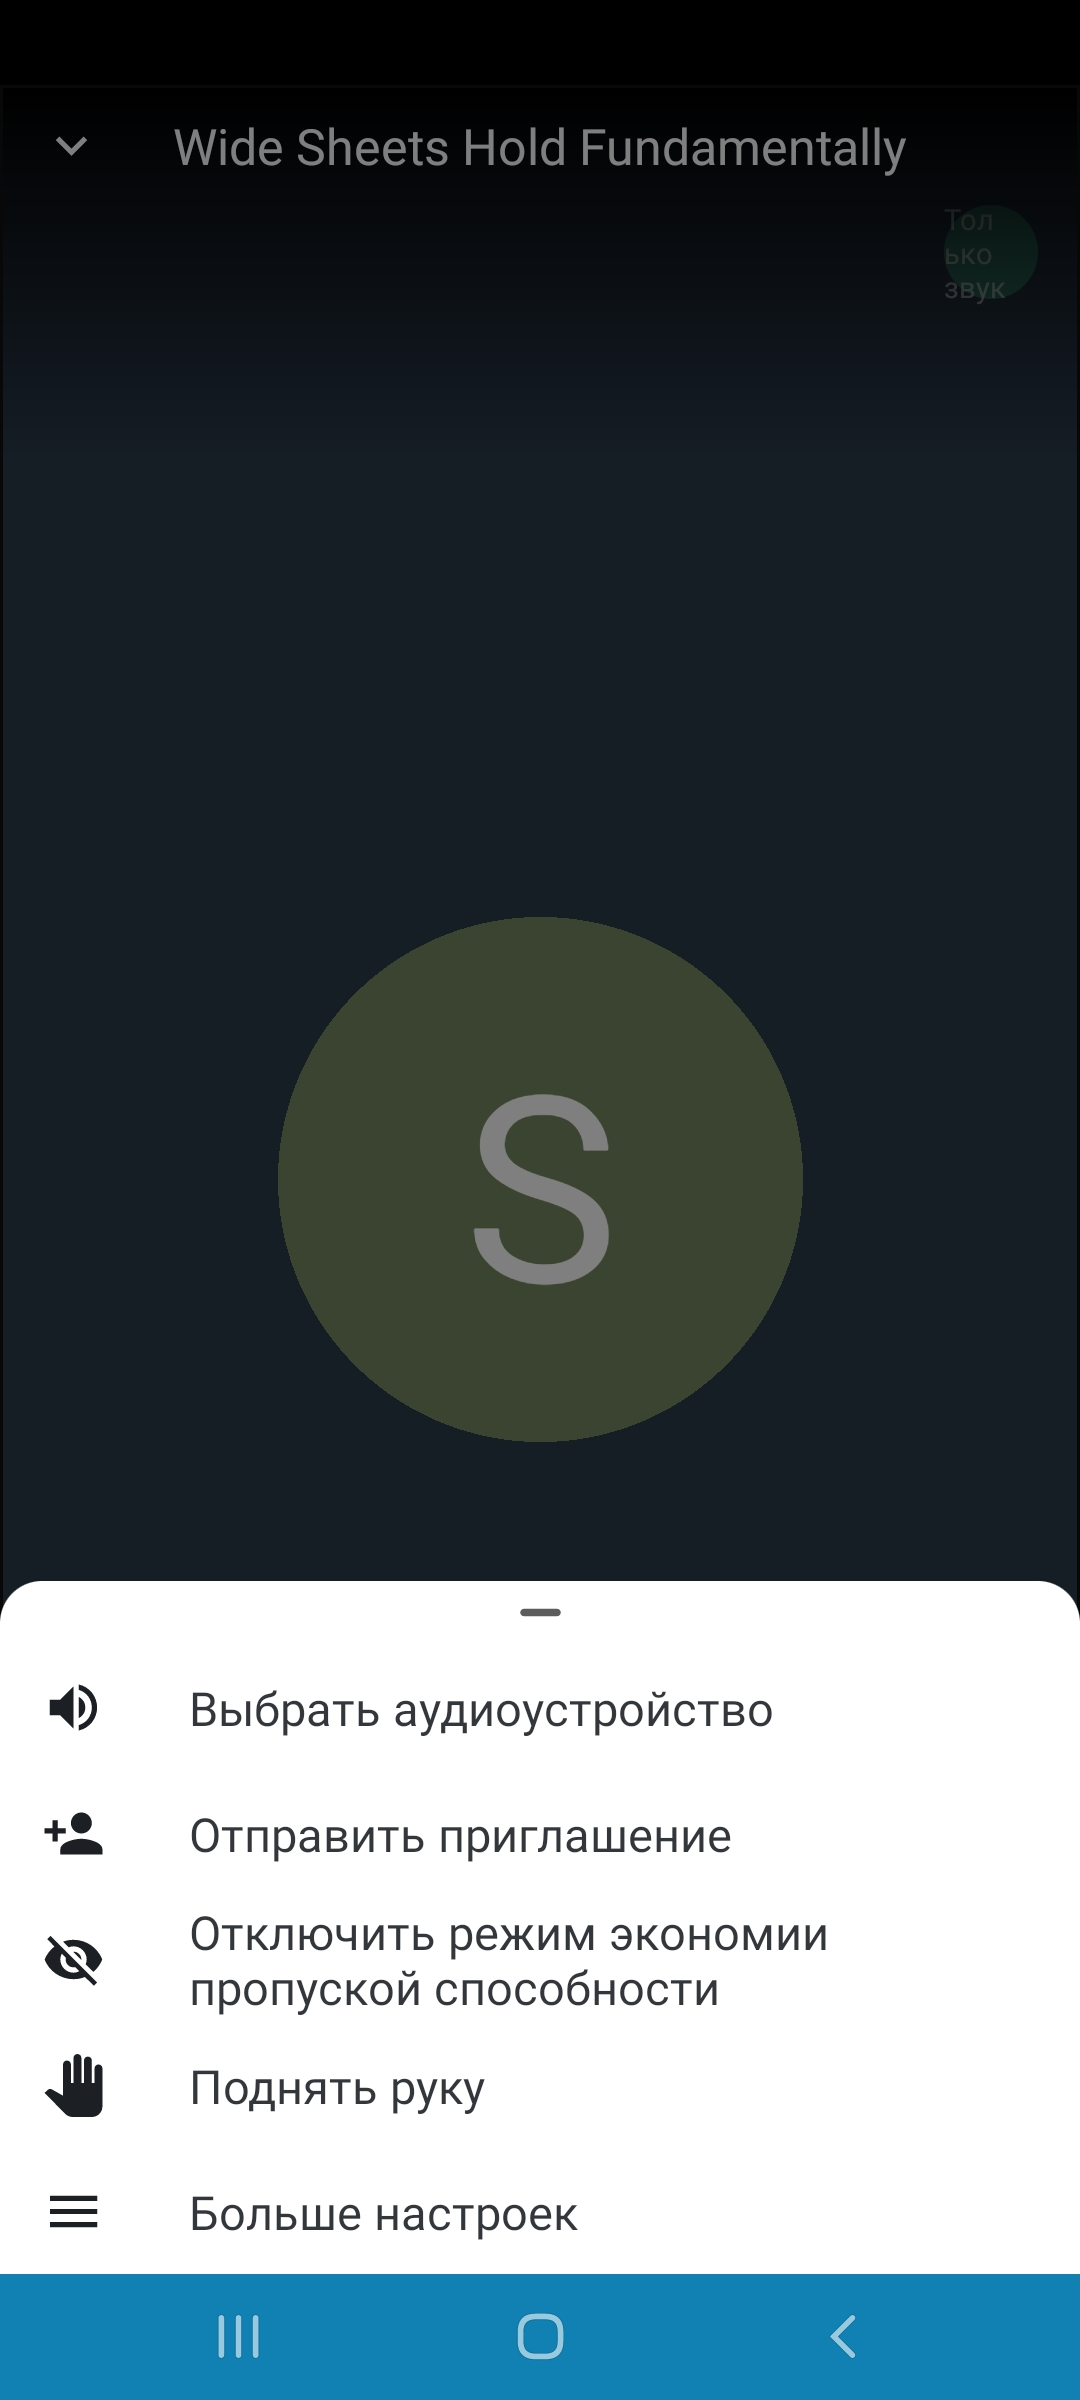 Wide Sheets Hold Fundamentally
Тол
ько
звук
S
Выбрать аудиоустройство
Отправить приглашение
Отключить режим экономии
пропуской способности
Поднять руку
Больше настроек